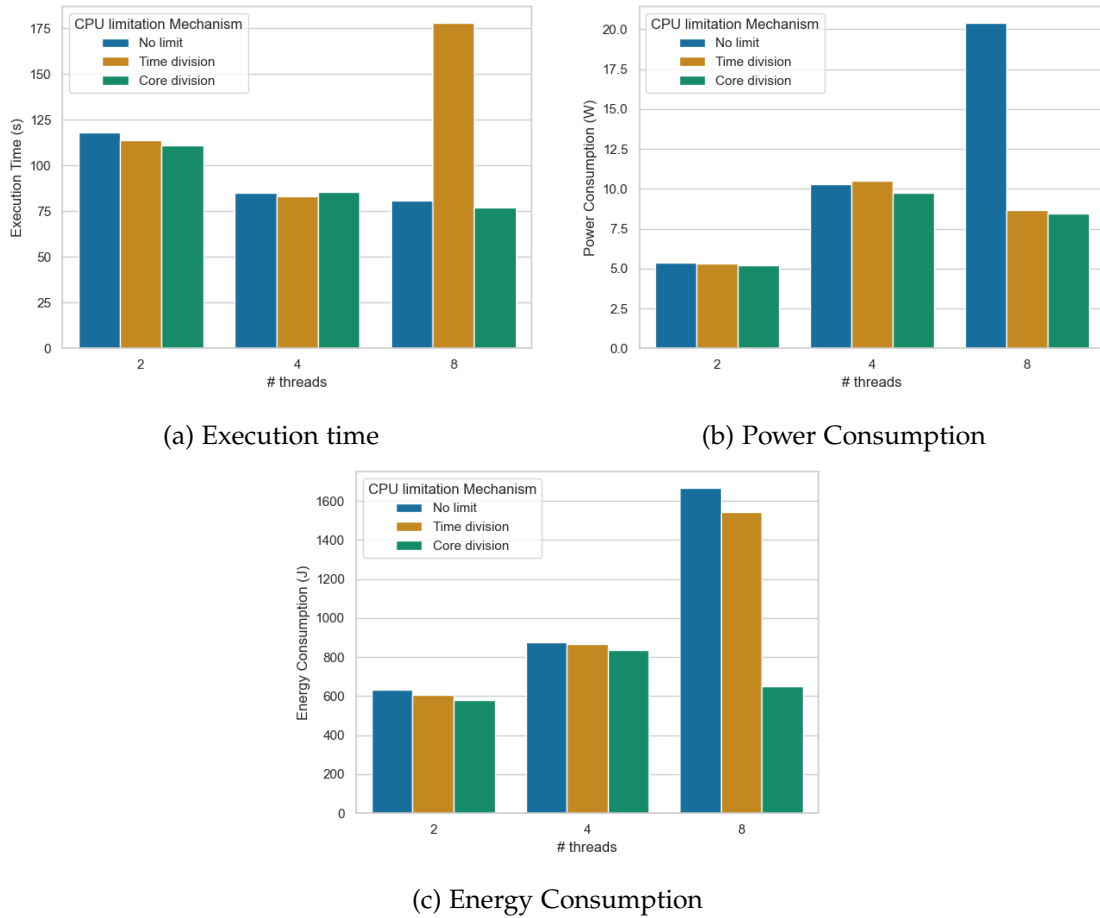 CPU limitation Mechanism
No limit
Time division
Core division
Execution Time (s)
175
150
125
100
75
50
25
0
2
4
8
# threads
(a) Execution time
CPU limitation Mechanism
No limit
Time division
Core division
Power Consumption (W)
20.0
17.5
15.0
12.5
10.0
7.5
5.0
2.5
0.0
2
4
8
# threads
(b) Power Consumption
CPU limitation Mechanism
No limit
Time division
Core division
Energy Consumption (J)
1600
1400
1200
1000
800
600
400
200
0
2
4
8
# threads
(c) Energy Consumption